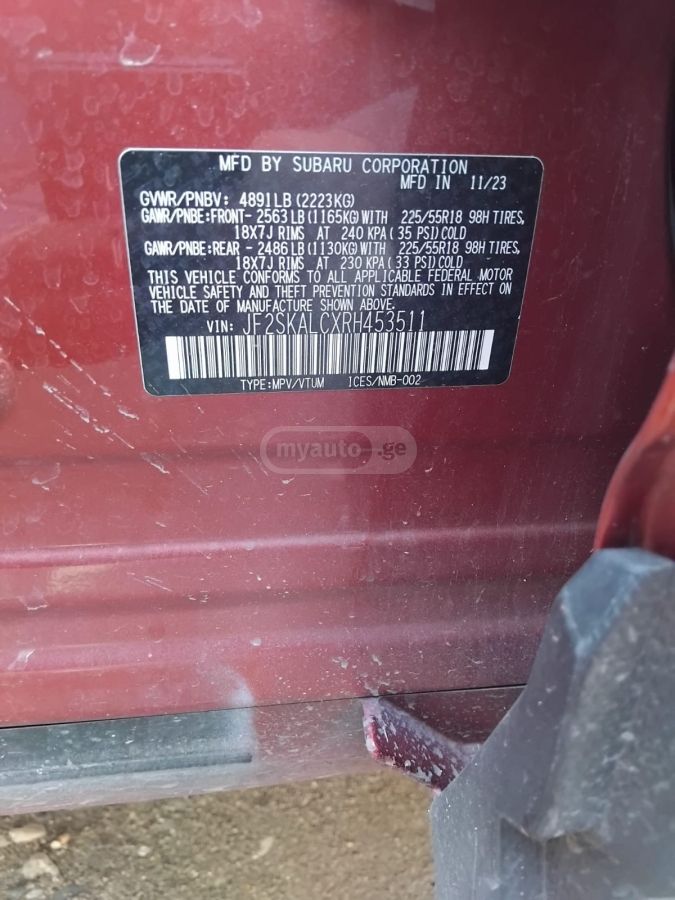 MFD BY SUBARU CORPORATION
MFD IN 11/23
GVWR/PNBV: 4891LB(2223KG)
GAWR/PNBE:FRONT-2563LB(1165KG)WITH 225/55R18 98H TIRES,
18X7J RIMS AT 240 KPA(35 PSI)COLD
GAWR/PNBE:REAR -2486LB(1130KG)WITH 225/55R18 98H TIRES,
18X7J RIMS AT 230 KPA(33 PSI)COLD
THIS VEHICLE CONFORMS TO ALL APPLICABLE FEDERAL MOTOR
VEHICLE SAFETY AND THEFT PREVENTION STANDARDS IN EFFECT ON
THE DATE OF MANUFACTURE SHOWN ABOVE.
VIN: JF2SKALCXRH453511
TYPE:MPV/VTUM ICES/NMB-002
myauto.ge
myauto.ge